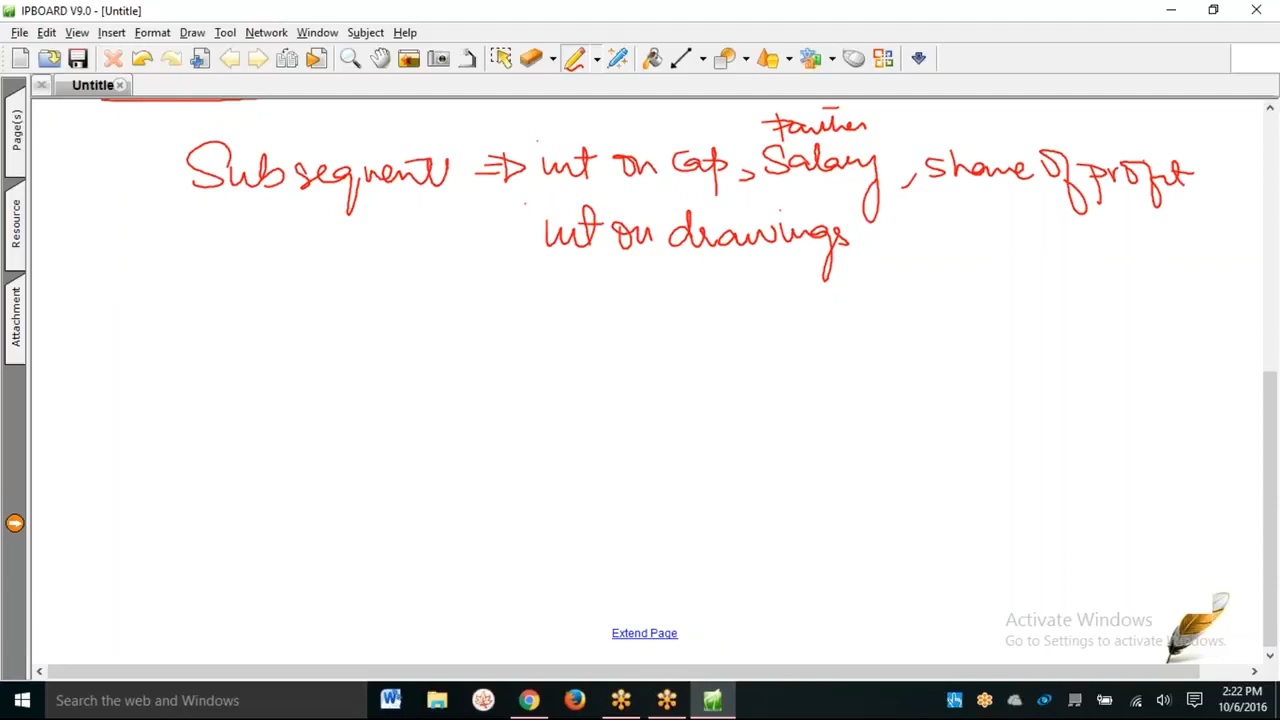 IPBOARD V9.0 - [Untitle]
File Edit View Insert Format Draw Tool Network Window Subject Help
Untitle
Page(s)
Resource
Attachment
Partner
Subsequent ⇒ int on cap, Salary, share of profit
int on drawings
Extend Page
Activate Windows
Go to Settings to activate Windows.
Search the web and Windows
2:22 PM
10/6/2016